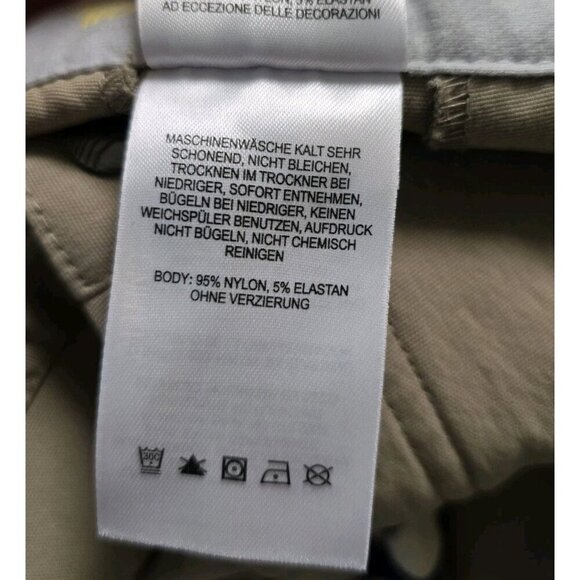 ELASTAN
AD ECCEZIONE DELLE DECORAZIONI
MASCHINENWÄSCHE KALT SEHR
SCHONEND, NICHT BLEICHEN,
TROCKNEN IM TROCKNER BEI
NIEDRIGER, SOFORT ENTNEHMEN,
BÜGELN BEI NIEDRIGER, KEINEN
WEICHSPÜLER BENUTZEN, AUFDRUCK
NICHT BÜGELN, NICHT CHEMISCH
REINIGEN
BODY: 95% NYLON, 5% ELASTAN
OHNE VERZIERUNG